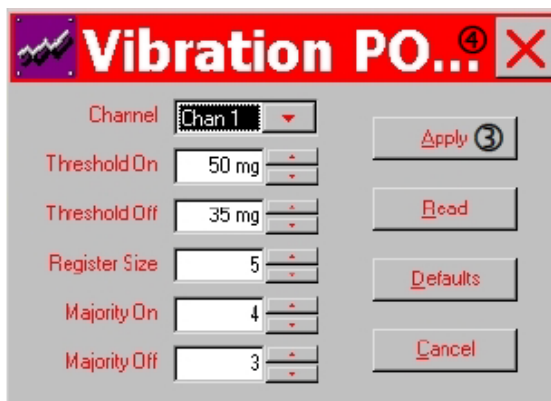 Vibration PO... ④
Channel Chan 1
Apply ③
Threshold On 50 mg
Threshold Off 35 mg
Read
Register Size 5
Defaults
Majority On 4
Majority Off 3
Cancel